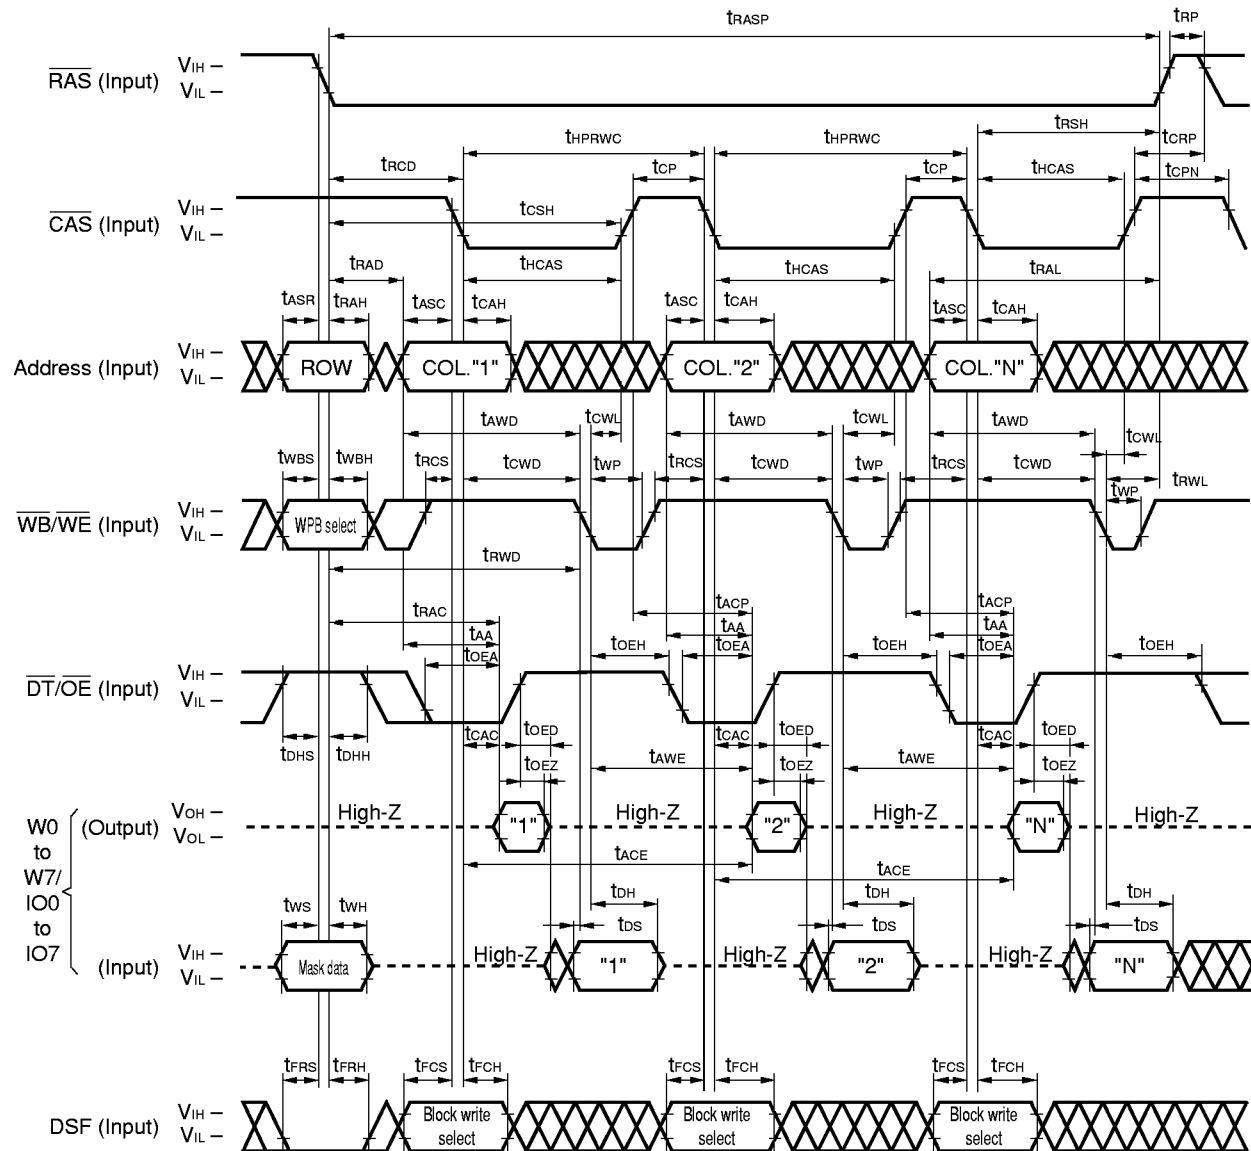 tRASP tRP
RAS (Input) VIH –
VIL –
tRSH
tHPRWC tHPRWC tCRP
tRCD tCP tCP tHCAS tCPN
CAS (Input) VIH –
VIL –
tCSH
tRAD tHCAS tHCAS tRAL
tASR tRAH tASC tCAH tASC tCAH tASC tCAH
Address (Input) VIH –
VIL –
ROW COL."1" COL."2" COL."N"
tAWD tCWL tAWD tCWL tAWD tCWL
tWBS tWBH tRCS tCWD tWP tRCS tCWD tWP tRCS tCWD tWP tRWL
WB/WE (Input) VIH –
VIL –
WPB select
tRWD
tRAC tACP tACP
tAA tAA tAA
tOEA tOEH tOEA tOEH tOEA tOEH
DT/OE (Input) VIH –
VIL –
tDHS tDHH tCAC tOED tCAC tOED tCAC tOED
tOEZ tAWE tOEZ tAWE tOEZ
W0
to
W7/
IO0
to
IO7
(Output) VOH –
VOL –
High-Z "1" High-Z "2" High-Z "N" High-Z
tACE tACE
tWS tWH tDH tDH tDH
tDS tDS tDS
(Input) VIH –
VIL –
Mask data High-Z "1" High-Z "2" High-Z "N"
tFRS tFRH tFCS tFCH tFCS tFCH tFCS tFCH
DSF (Input) VIH –
VIL –
Block write
select
Block write
select
Block write
select